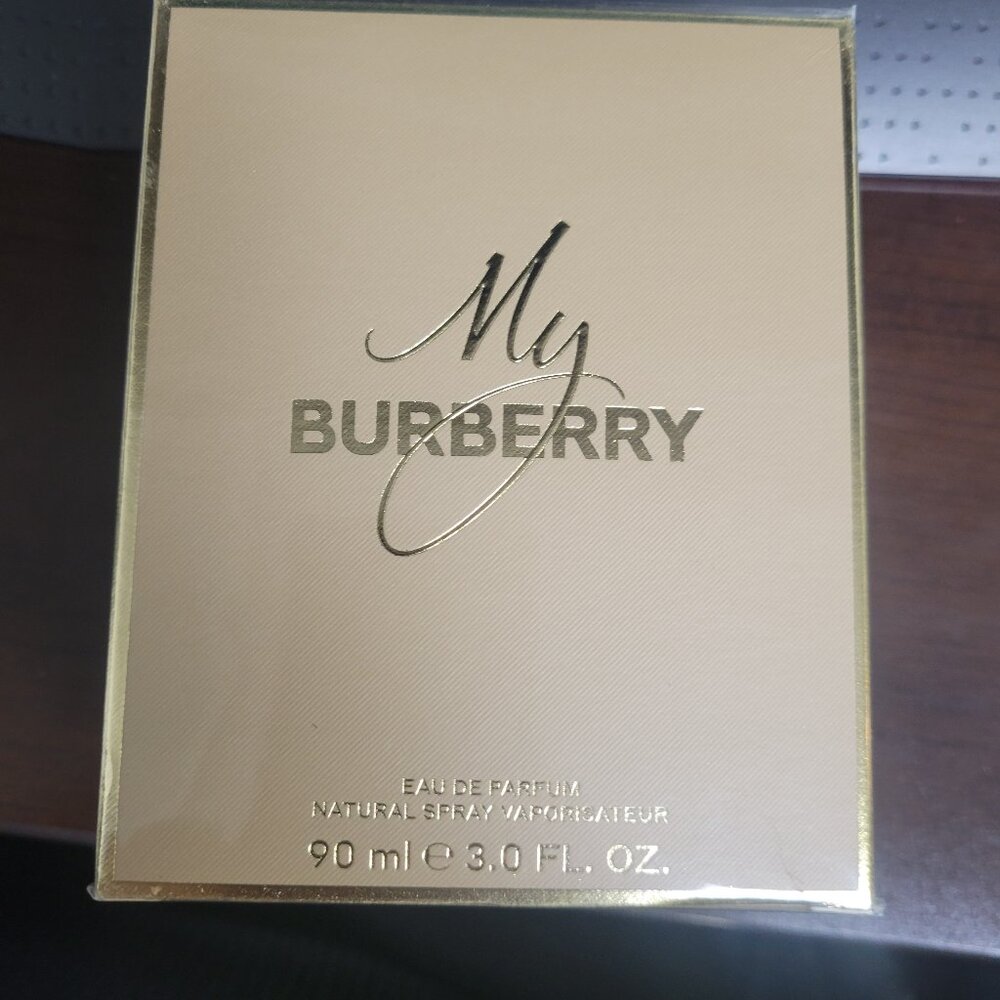 My
BURBERRY
EAU DE PARFUM
NATURAL SPRAY VAPORISATEUR
90 ml ℮ 3.0 FL. OZ.